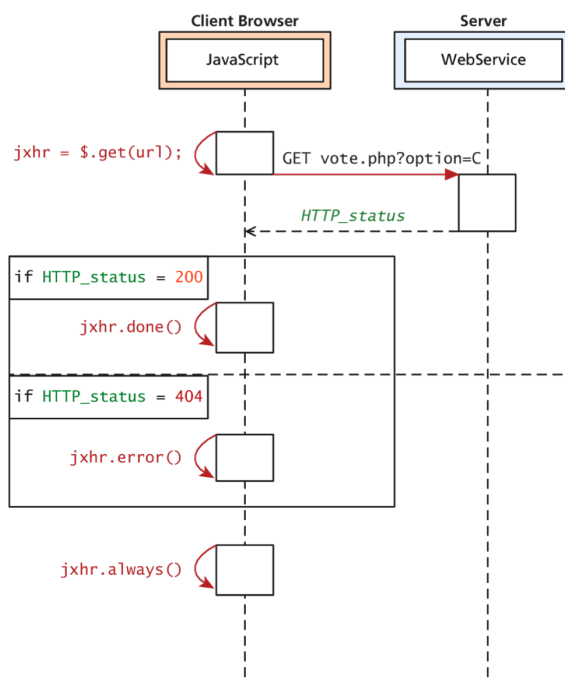 Client Browser
Server
JavaScript
WebService
jxhr = $.get(url);
GET vote.php?option=C
HTTP_status
if HTTP_status = 200
jxhr.done()
if HTTP_status = 404
jxhr.error()
jxhr.always()